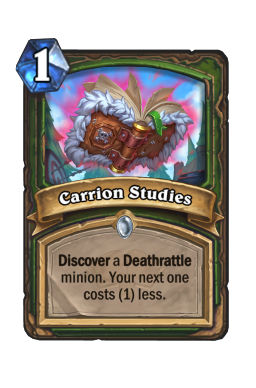 1
Carrion Studies
Discover a Deathrattle
minion. Your next one
costs (1) less.